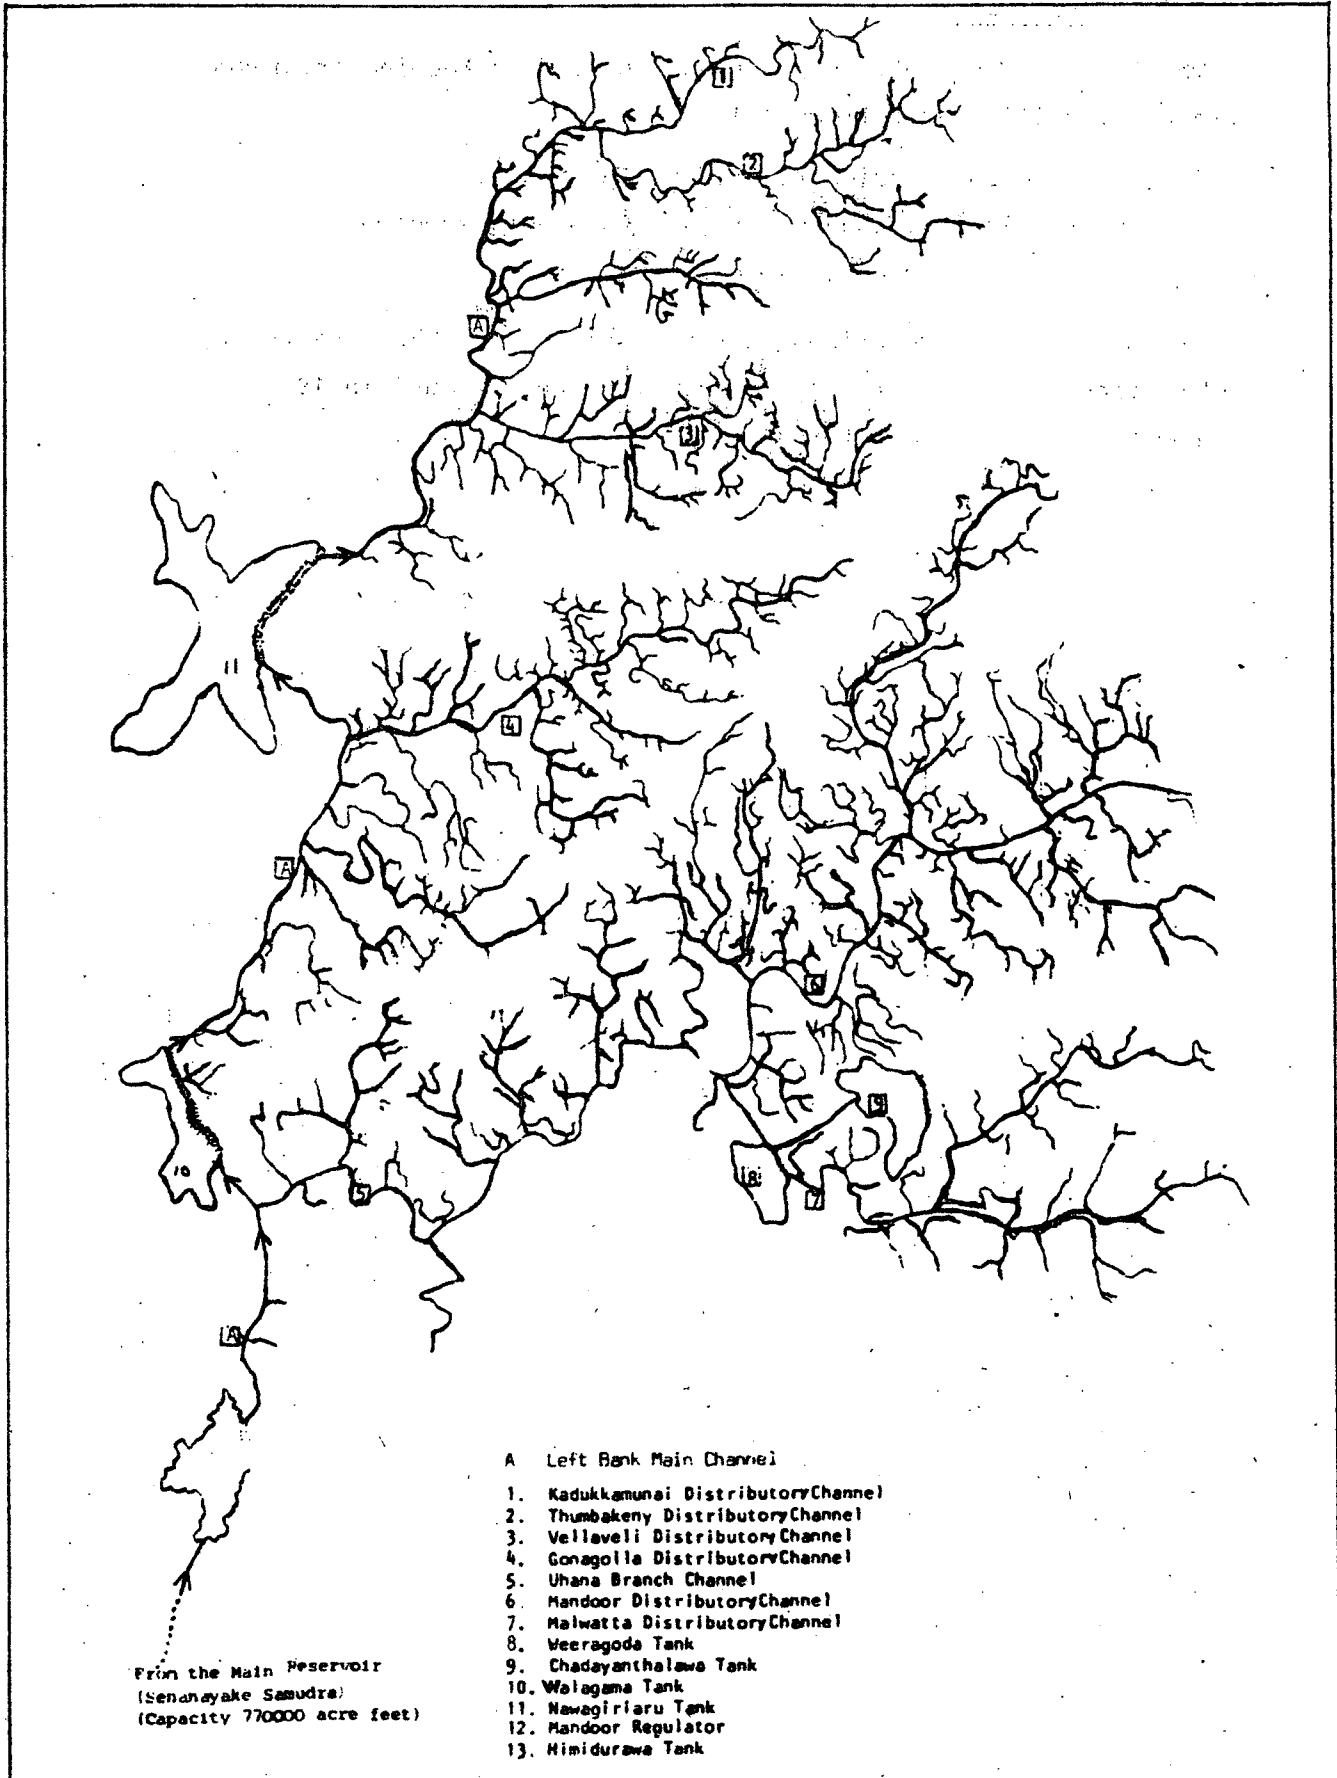 1
2
A
3
11
4
A
6
9
10
8
5
7
A
A Left Bank Main Channel
1. Kadukkamunai Distributory Channel
2. Thumbakeny Distributory Channel
3. Vellaveli Distributory Channel
4. Gonagolla Distributory Channel
5. Uhana Branch Channel
6. Mandoor Distributory Channel
7. Malwatta Distributory Channel
8. Weeragoda Tank
9. Chadayanthalawa Tank
10. Walagama Tank
11. Nawagiriaru Tank
12. Mandoor Regulator
13. Himidurawa Tank
From the Main Reservoir
(Senanayake Samudra)
(Capacity 770000 acre feet)